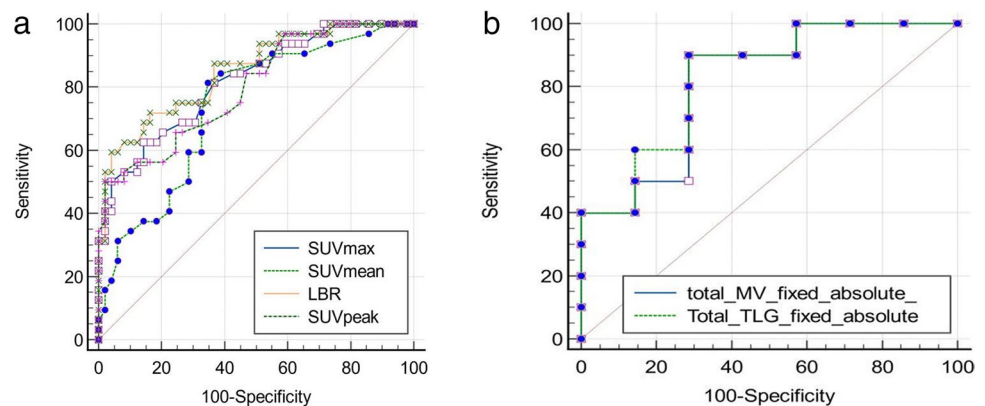 a
100
80
60
40
20
0
Sensitivity
SUVmax
SUVmean
LBR
SUVpeak
0 20 40 60 80 100
100-Specificity
b
100
80
60
40
20
0
Sensitivity
total_MV_fixed_absolute_
Total_TLG_fixed_absolute
0 20 40 60 80 100
100-Specificity